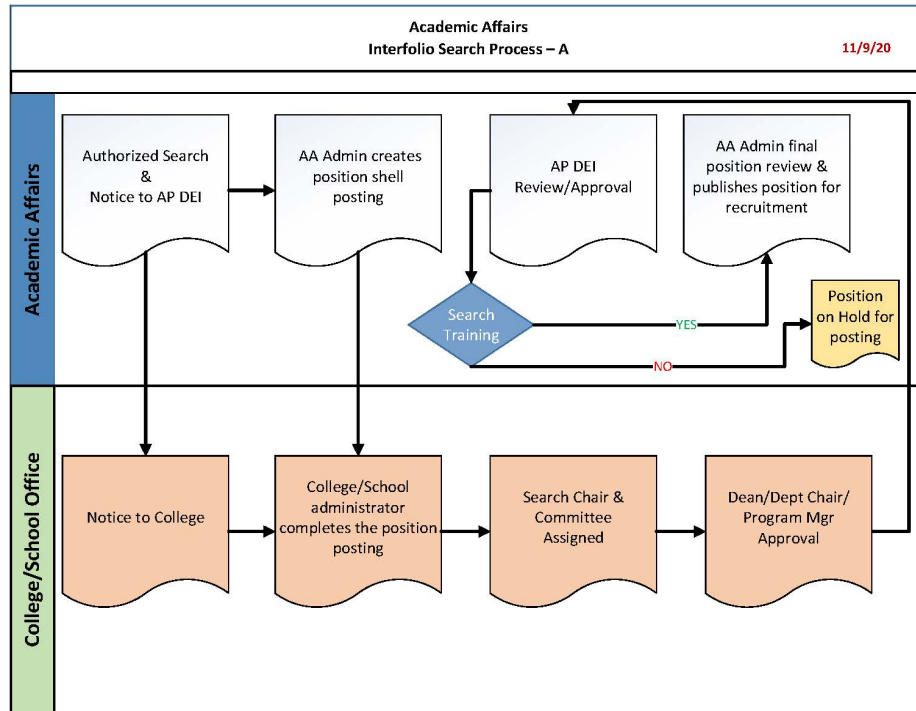 Academic Affairs
Interfolio Search Process – A
11/9/20
Academic Affairs
Authorized Search
&
Notice to AP DEI
AA Admin creates
position shell
posting
AP DEI
Review/Approval
AA Admin final
position review &
publishes position for
recruitment
Search
Training
YES
NO
Position
on Hold for
posting
College/School Office
Notice to College
College/School
administrator
completes the position
posting
Search Chair &
Committee
Assigned
Dean/Dept Chair/
Program Mgr
Approval